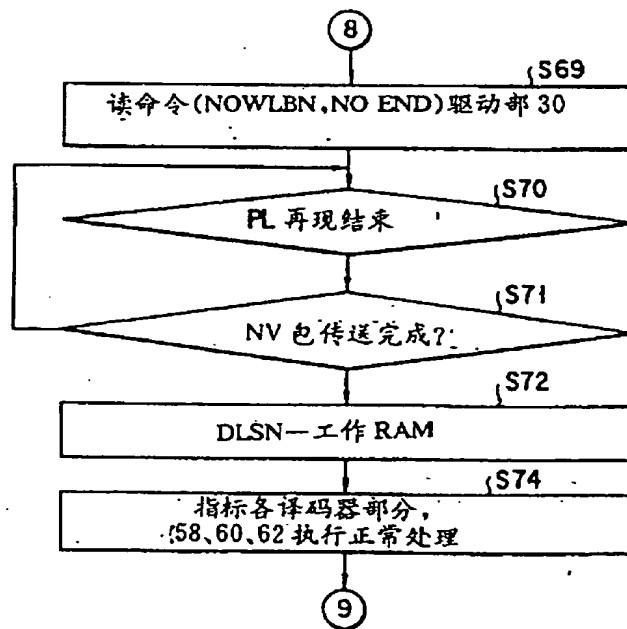 8
S69
读命令(NOWLBN,NO END)驱动部30
S70
PL 再现结束
S71
NV 包传送完成?
S72
DLSN—工作 RAM
S74
指标各译码器部分,
58、60、62 执行正常处理
9